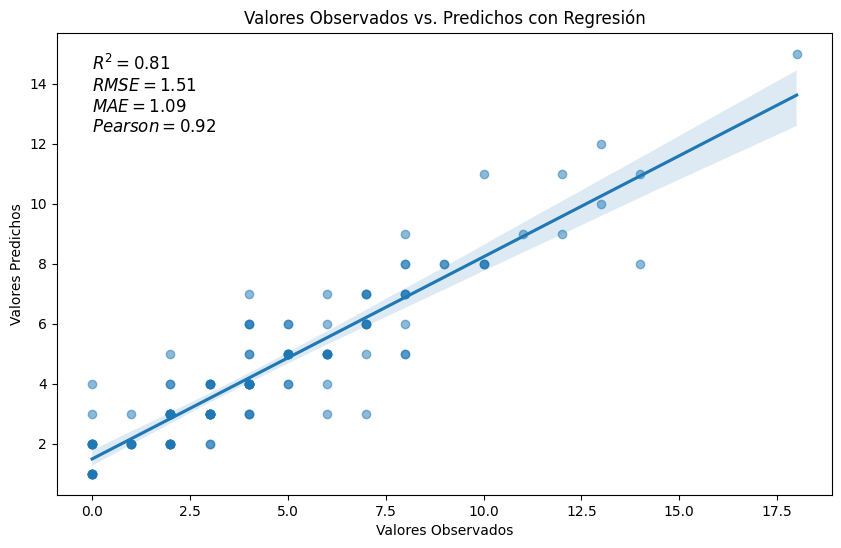 Valores Observados vs. Predichos con Regresión
R² = 0.81
RMSE = 1.51
MAE = 1.09
Pearson = 0.92
14
12
10
8
6
4
2
Valores Predichos
0.0 2.5 5.0 7.5 10.0 12.5 15.0 17.5
Valores Observados